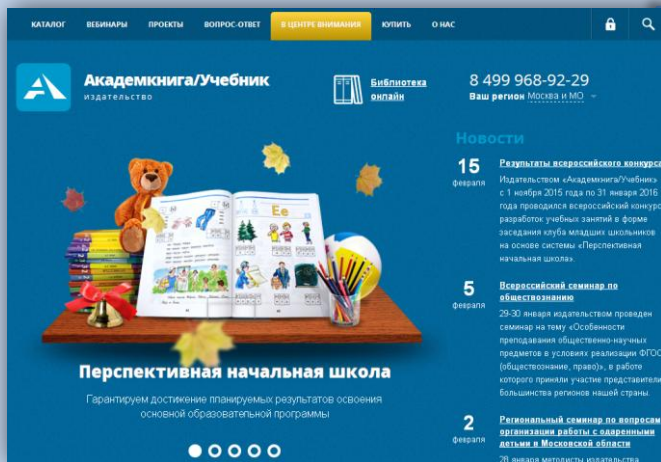 КАТАЛОГ ВЕБИНАРЫ ПРОЕКТЫ ВОПРОС-ОТВЕТ В ЦЕНТРЕ ВНИМАНИЯ КУПИТЬ О НАС
Академкнига/Учебник
издательство
Библиотека
онлайн
8 499 968-92-29
Ваш регион Москва и МО
Ее
Перспективная начальная школа
Гарантируем достижение планируемых результатов освоения
основной образовательной программы
Новости
15
февраля
Результаты всероссийского конкурса
Издательством «Академкнига/Учебник»
с 1 ноября 2015 года по 31 января 2016
года проводился всероссийский конкурс
разработок учебных занятий в форме
заседания клуба младших школьников
на основе системы «Перспективная
начальная школа».
5
февраля
Всероссийский семинар по
обществознанию
29-30 января издательством проведен
семинар на тему «Особенности
преподавания общественно-научных
предметов в условиях реализации ФГОС
(обществознание, право)», в работе
которого приняли участие представители
большинства регионов нашей страны.
2
февраля
Региональный семинар по вопросам
организации работы с одаренными
детьми в Московской области
28 января методисты издательства